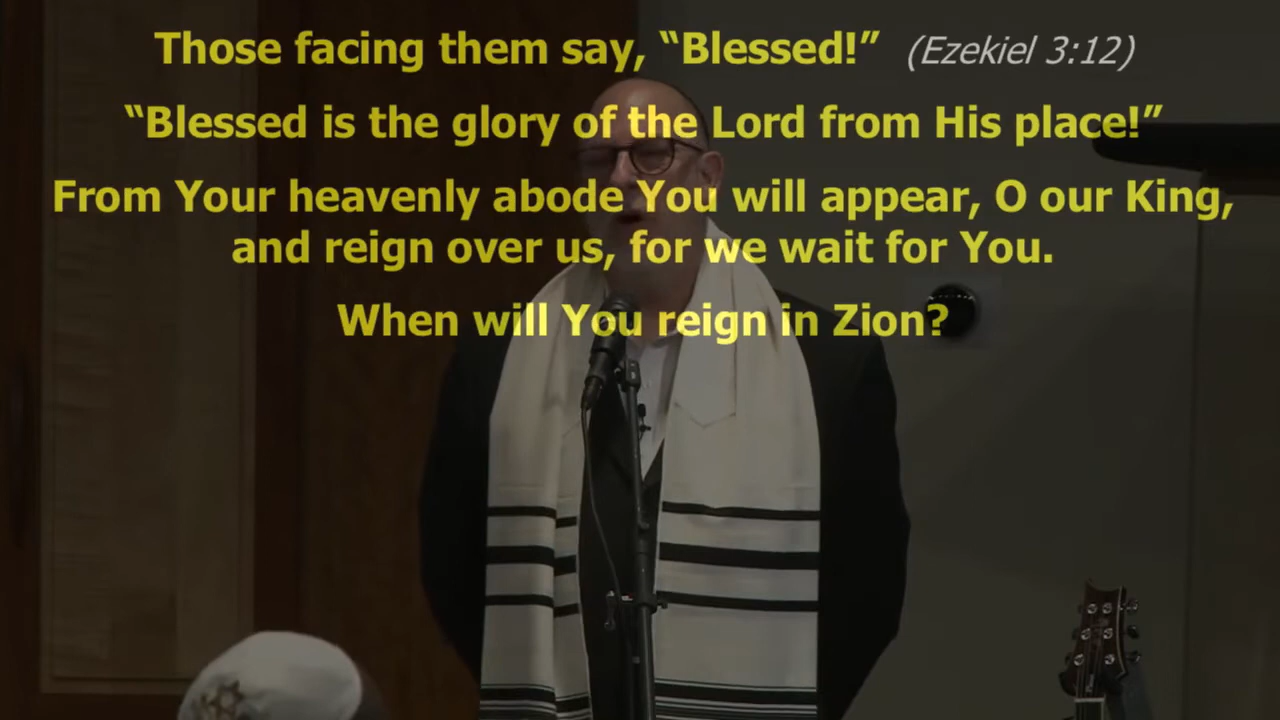 Those facing them say, “Blessed!” (Ezekiel 3:12)
“Blessed is the glory of the Lord from His place!”
From Your heavenly abode You will appear, O our King,
and reign over us, for we wait for You.
When will You reign in Zion?